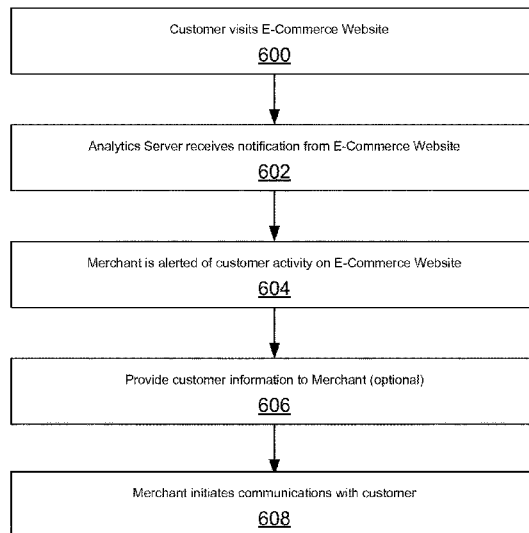 Customer visits E-Commerce Website
600
Analytics Server receives notification from E-Commerce Website
602
Merchant is alerted of customer activity on E-Commerce Website
604
Provide customer information to Merchant (optional)
606
Merchant initiates communications with customer
608